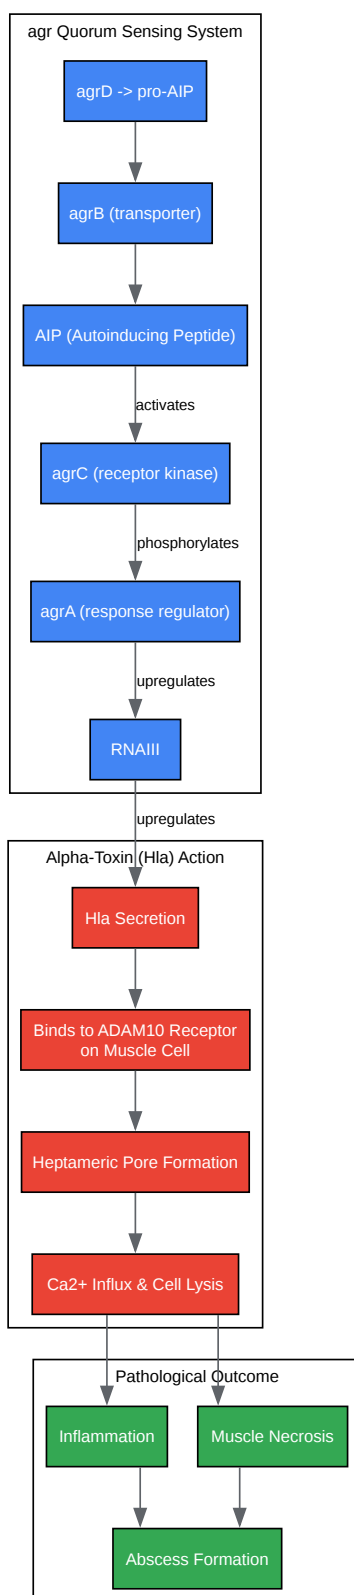 agr Quorum Sensing System
agrD -> pro-AIP
agrB (transporter)
AIP (Autoinducing Peptide)
activates
agrC (receptor kinase)
phosphorylates
agrA (response regulator)
upregulates
RNAIII
upregulates
Alpha-Toxin (Hla) Action
Hla Secretion
Binds to ADAM10 Receptor
on Muscle Cell
Heptameric Pore Formation
Ca2+ Influx & Cell Lysis
Pathological Outcome
Inflammation
Muscle Necrosis
Abscess Formation